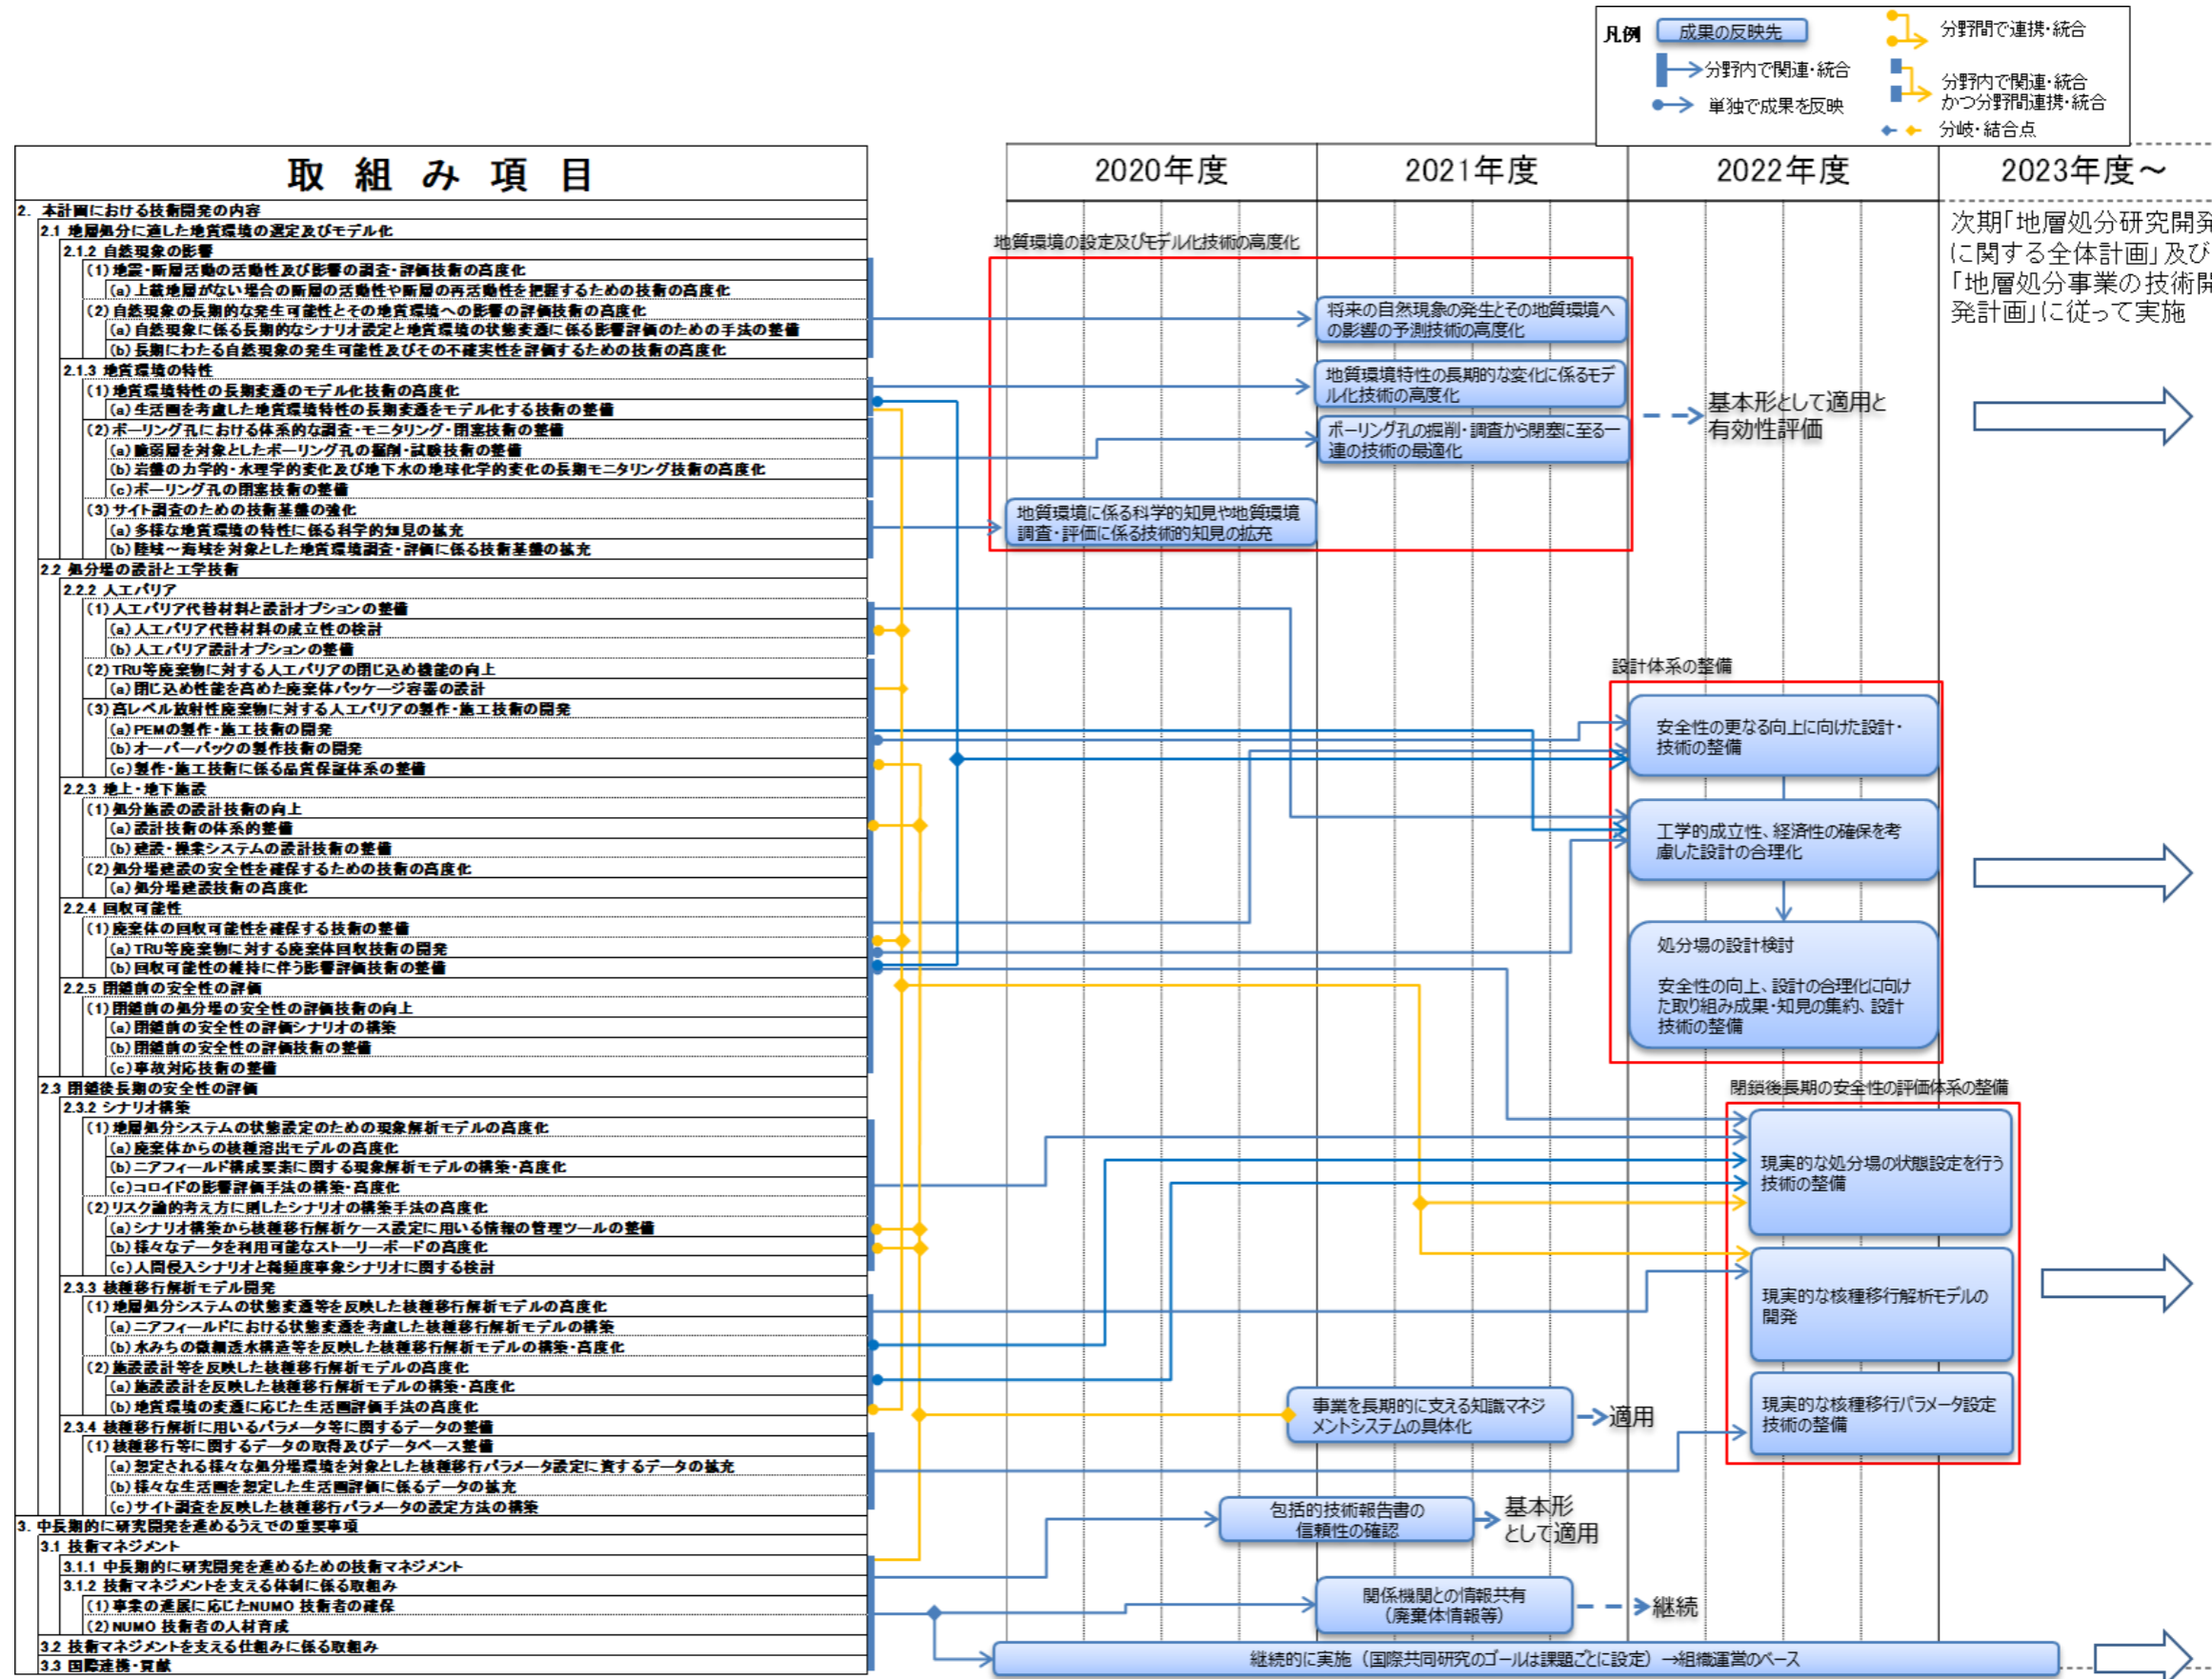 凡例
成果の反映先
分野内で関連・統合
単独で成果を反映
分野間で連携・統合
分野内で関連・統合
かつ分野間連携・統合
分岐・結合点
取組み項目
2020年度
2021年度
2022年度
2023年度～
2. 本計画における技術開発の内容
2.1 地層処分に適した地質環境の選定及びモデル化
2.1.2 自然現象の影響
(1)地震・断層活動の活動性及び影響の調査・評価技術の高度化
(a)上載地層がない場合の断層の活動性や断層の再活動性を把握するための技術の高度化
(2)自然現象の長期的な発生可能性とその地質環境への影響の評価技術の高度化
(a)自然現象に係る長期的なシナリオ設定と地質環境の状態変遷に係る影響評価のための手法の整備
(b)長期にわたる自然現象の発生可能性及びその不確実性を評価するための技術の高度化
2.1.3 地質環境の特性
(1)地質環境特性の長期変遷のモデル化技術の高度化
(a)生活圏を考慮した地質環境特性の長期変遷をモデル化する技術の整備
(2)ボーリング孔における体系的な調査・モニタリング・閉塞技術の整備
(a)脆弱層を対象としたボーリング孔の掘削・試験技術の整備
(b)岩盤の力学的・水理学的変化及び地下水の地球化学的変化の長期モニタリング技術の高度化
(c)ボーリング孔の閉塞技術の整備
(3)サイト調査のための技術基盤の強化
(a)多様な地質環境の特性に係る科学的知見の拡充
(b)陸域～海域を対象とした地質環境調査・評価に係る技術基盤の拡充
2.2 処分場の設計と工学技術
2.2.2 人工バリア
(1)人工バリア代替材料と設計オプションの整備
(a)人工バリア代替材料の成立性の検討
(b)人工バリア設計オプションの整備
(2)TRU等廃棄物に対する人工バリアの閉じ込め機能の向上
(a)閉じ込め性能を高めた廃棄体パッケージ容器の設計
(3)高レベル放射性廃棄物に対する人工バリアの製作・施工技術の開発
(a)PEMの製作・施工技術の開発
(b)オーバーパックの製作技術の開発
(c)製作・施工技術に係る品質保証体系の整備
2.2.3 地上・地下施設
(1)処分施設の設計技術の向上
(a)設計技術の体系的整備
(b)建設・操業システムの設計技術の整備
(2)処分場建設の安全性を確保するための技術の高度化
(a)処分場建設技術の高度化
2.2.4 回収可能性
(1)廃棄体の回収可能性を確保する技術の整備
(a)TRU等廃棄物に対する廃棄体回収技術の開発
(b)回収可能性の維持に伴う影響評価技術の整備
2.2.5 閉鎖前の安全性の評価
(1)閉鎖前の処分場の安全性の評価技術の向上
(a)閉鎖前の安全性の評価シナリオの構築
(b)閉鎖前の安全性の評価技術の整備
(c)事故対応技術の整備
2.3 閉鎖後長期の安全性の評価
2.3.2 シナリオ構築
(1)地層処分システムの状態設定のための現象解析モデルの高度化
(a)廃棄体からの核種溶出モデルの高度化
(b)ニアフィールド構成要素に関する現象解析モデルの構築・高度化
(c)コロイドの影響評価手法の構築・高度化
(2)リスク論的考え方に則したシナリオの構築手法の高度化
(a)シナリオ構築から核種移行解析ケース設定に用いる情報の管理ツールの整備
(b)様々なデータを利用可能なストーリーボードの高度化
(c)人間侵入シナリオと稀頻度事象シナリオに関する検討
2.3.3 核種移行解析モデル開発
(1)地層処分システムの状態変遷等を反映した核種移行解析モデルの高度化
(a)ニアフィールドにおける状態変遷を考慮した核種移行解析モデルの構築
(b)水みちの微細透水構造等を反映した核種移行解析モデルの構築・高度化
(2)施設設計等を反映した核種移行解析モデルの高度化
(a)施設設計を反映した核種移行解析モデルの構築・高度化
(b)地質環境の変遷に応じた生活圏評価手法の高度化
2.3.4 核種移行解析に用いるパラメータ等に関するデータの整備
(1)核種移行等に関するデータの取得及びデータベース整備
(a)想定される様々な処分場環境を対象とした核種移行パラメータ設定に資するデータの拡充
(b)様々な生活圏を想定した生活圏評価に係るデータの拡充
(c)サイト調査を反映した核種移行パラメータの設定方法の構築
3. 中長期的に研究開発を進めるうえでの重要事項
3.1 技術マネジメント
3.1.1 中長期的に研究開発を進めるための技術マネジメント
3.1.2 技術マネジメントを支える体制に係る取組み
(1)事業の進展に応じたNUMO 技術者の確保
(2)NUMO 技術者の人材育成
3.2 技術マネジメントを支える仕組みに係る取組み
3.3 国際連携・貢献
地質環境の設定及びモデル化技術の高度化
将来の自然現象の発生とその地質環境へ
の影響の予測技術の高度化
地質環境特性の長期的な変化に係るモデ
ル化技術の高度化
ボーリング孔の掘削・調査から閉塞に至る一
連の技術の最適化
地質環境に係る科学的知見や地質環境
調査・評価に係る技術的知見の拡充
基本形として適用と
有効性評価
次期「地層処分研究開発
に関する全体計画」及び
「地層処分事業の技術開
発計画」に従って実施
設計体系の整備
安全性の更なる向上に向けた設計・
技術の整備
工学的成立性、経済性の確保を考
慮した設計の合理化
処分場の設計検討
安全性の向上、設計の合理化に向け
た取り組み成果・知見の集約、設計
技術の整備
閉鎖後長期の安全性の評価体系の整備
現実的な処分場の状態設定を行う
技術の整備
現実的な核種移行解析モデルの
開発
現実的な核種移行パラメータ設定
技術の整備
事業を長期的に支える知識マネジ
メントシステムの具体化
適用
包括的技術報告書の
信頼性の確認
基本形
として適用
関係機関との情報共有
（廃棄体情報等）
継続
継続的に実施（国際共同研究のゴールは課題ごとに設定）→組織運営のベース